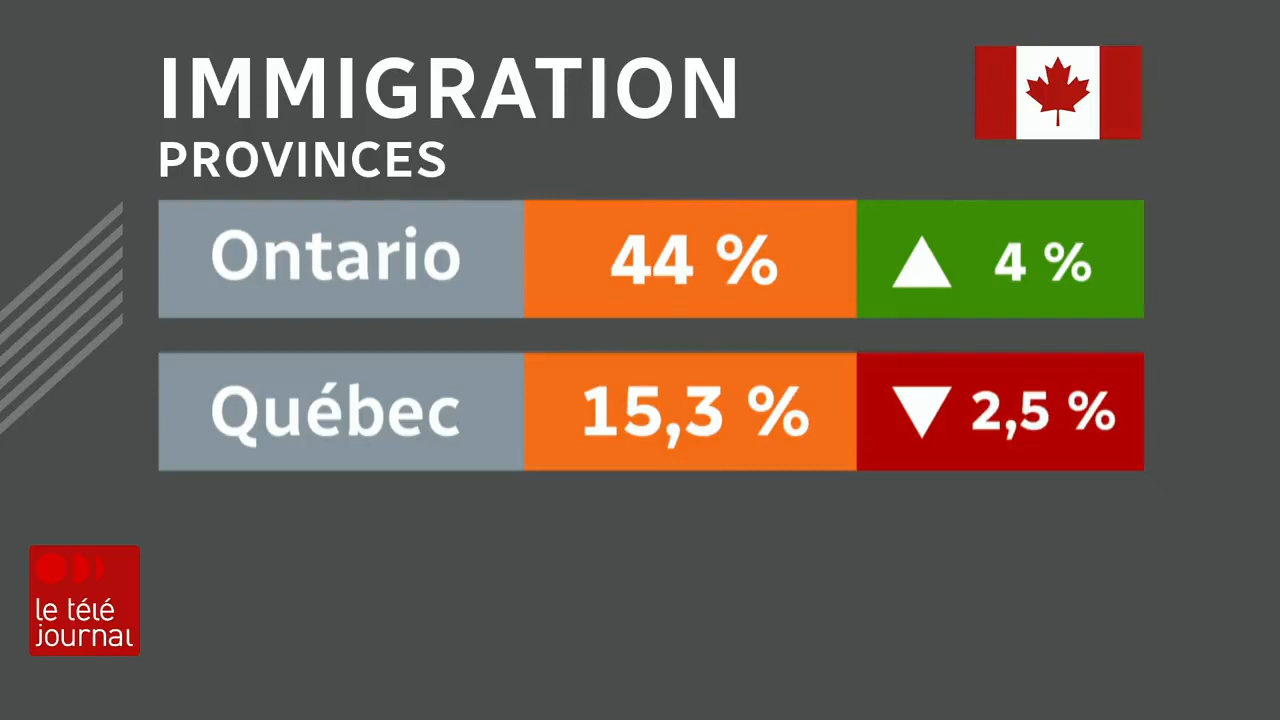 IMMIGRATION
PROVINCES
Ontario 44 % 4 %
Québec 15,3 % 2,5 %
le télé
journal